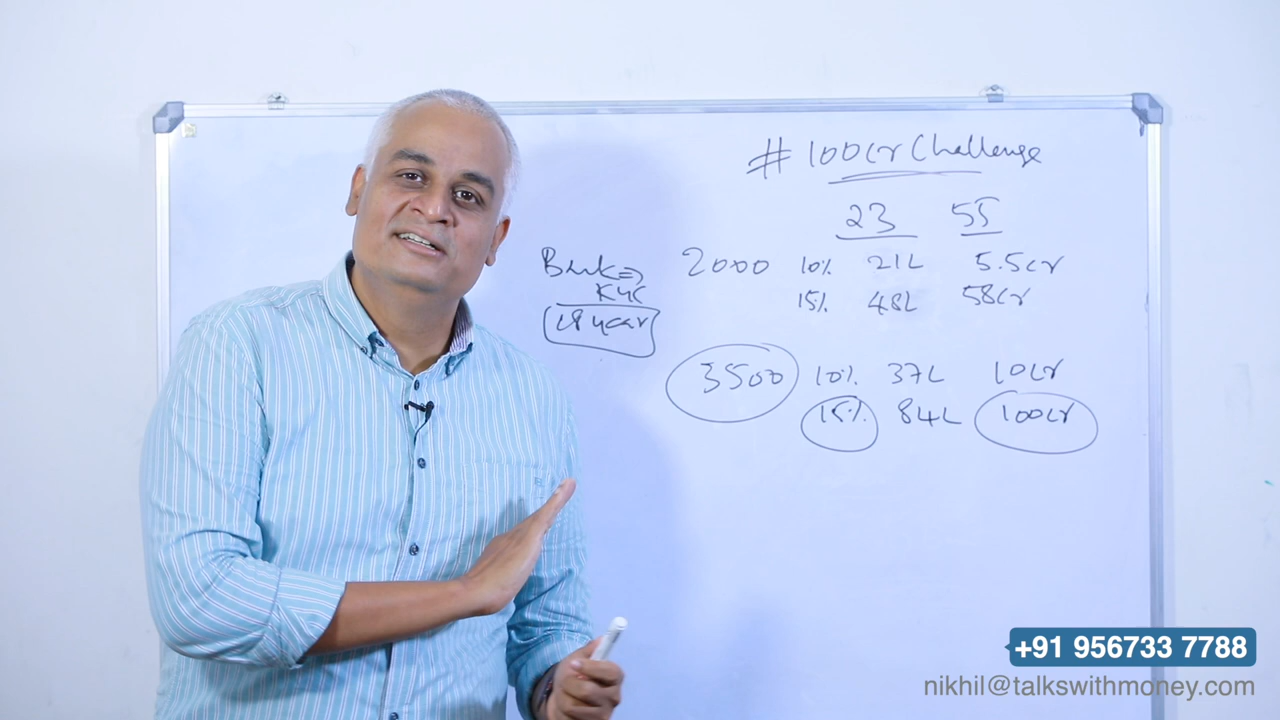 #100Cr Challenge
23 55
Bank⇒ 2000 10% 21L 5.5Cr
KYC 15% 48L 58Cr
18 year
3500 10% 37L 10Cr
15% 84L 100Cr
+91 956733 7788
nikhil@talkswithmoney.com